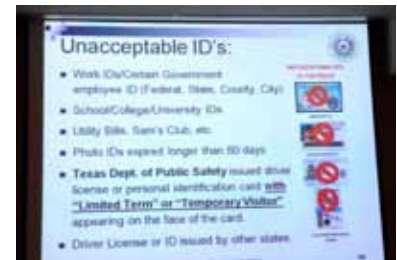 Unacceptable ID's:
Work IDs/Certain Government
employee ID (Federal, State, County, City)
School/College/University IDs
Utility Bills, Sam's Club, etc.
Photo IDs expired longer than 60 days
Texas Dept. of Public Safety issued driver
license or personal identification card with
"Limited Term" or "Temporary Visitor"
appearing on the face of the card.
Driver License or ID issued by other states